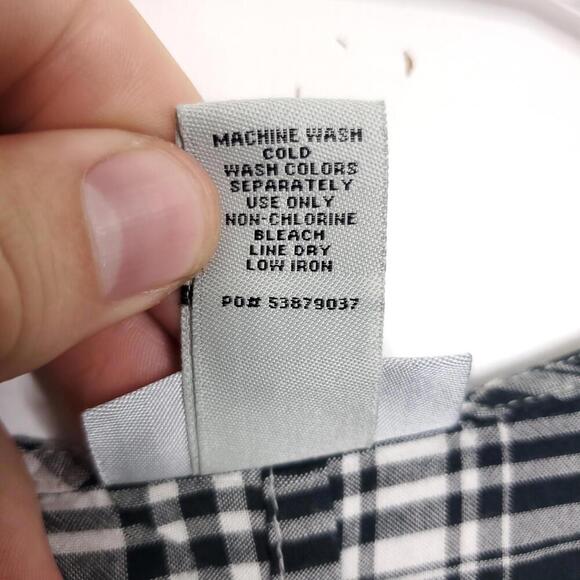 MACHINE WASH
COLD
WASH COLORS
SEPARATELY
USE ONLY
NON-CHLORINE
BLEACH
LINE DRY
LOW IRON
PO# 53879037